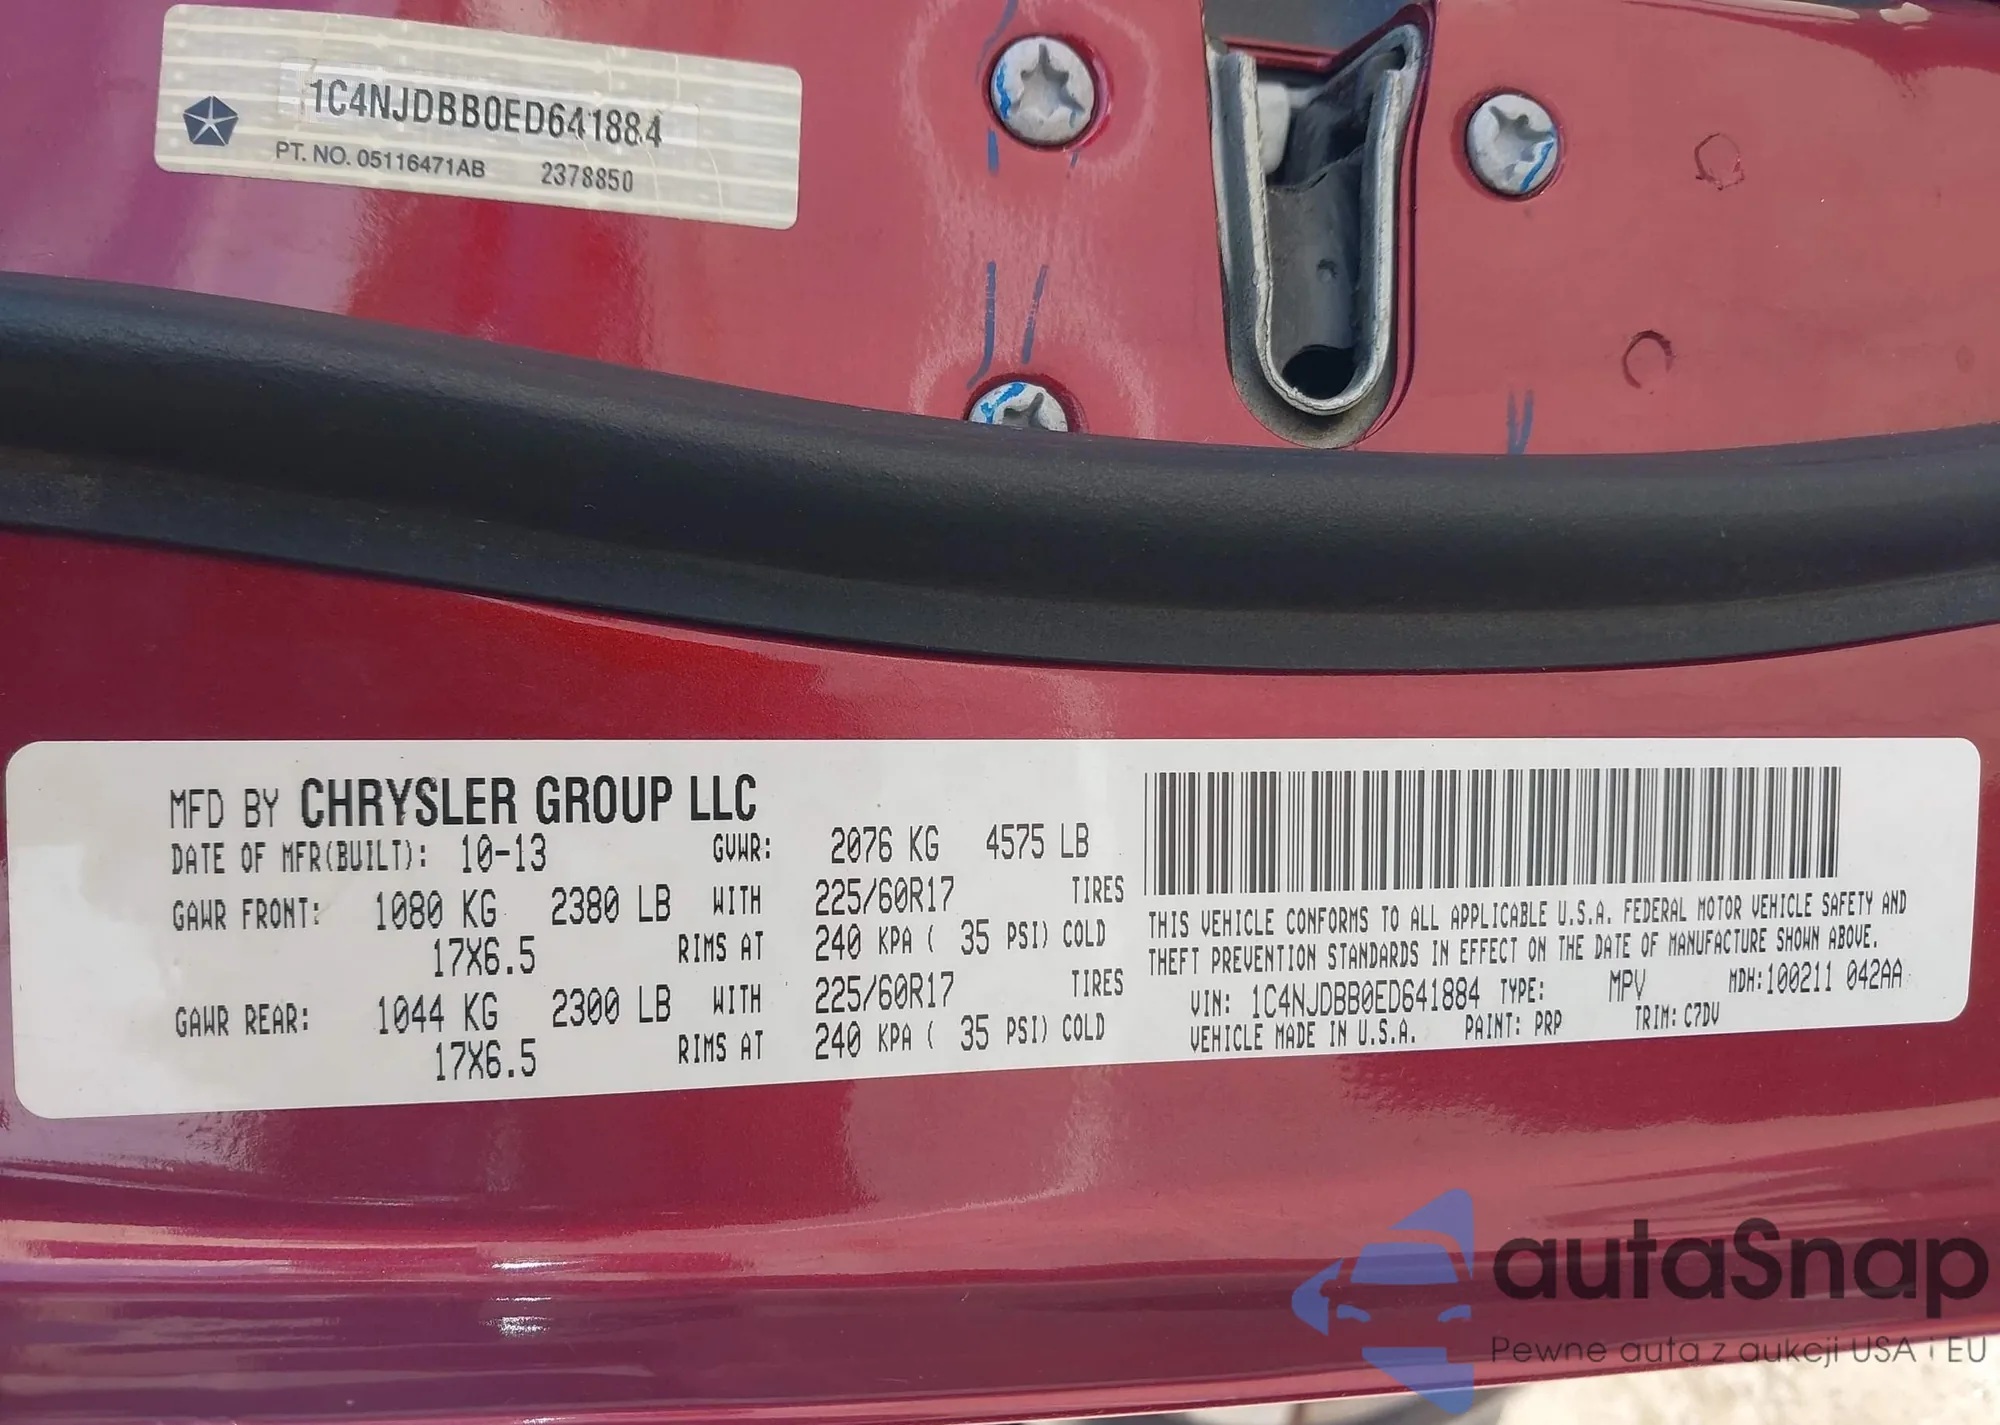 1C4NJDBB0ED641884
PT. NO. 05116471AB 2378850
MFD BY CHRYSLER GROUP LLC
DATE OF MFR(BUILT): 10-13 GVWR: 2076 KG 4575 LB
GAWR FRONT: 1080 KG 2380 LB WITH 225/60R17 TIRES
17X6.5 RIMS AT 240 KPA ( 35 PSI) COLD
GAWR REAR: 1044 KG 2300 LB WITH 225/60R17 TIRES
17X6.5 RIMS AT 240 KPA ( 35 PSI) COLD
THIS VEHICLE CONFORMS TO ALL APPLICABLE U.S.A. FEDERAL MOTOR VEHICLE SAFETY AND
THEFT PREVENTION STANDARDS IN EFFECT ON THE DATE OF MANUFACTURE SHOWN ABOVE.
VIN: 1C4NJDBB0ED641884 TYPE: MPV MDH:100211 042AA
VEHICLE MADE IN U.S.A. PAINT: PRP TRIM: C7DV
autaSnap
Pewne auta z aukcji USA i EU